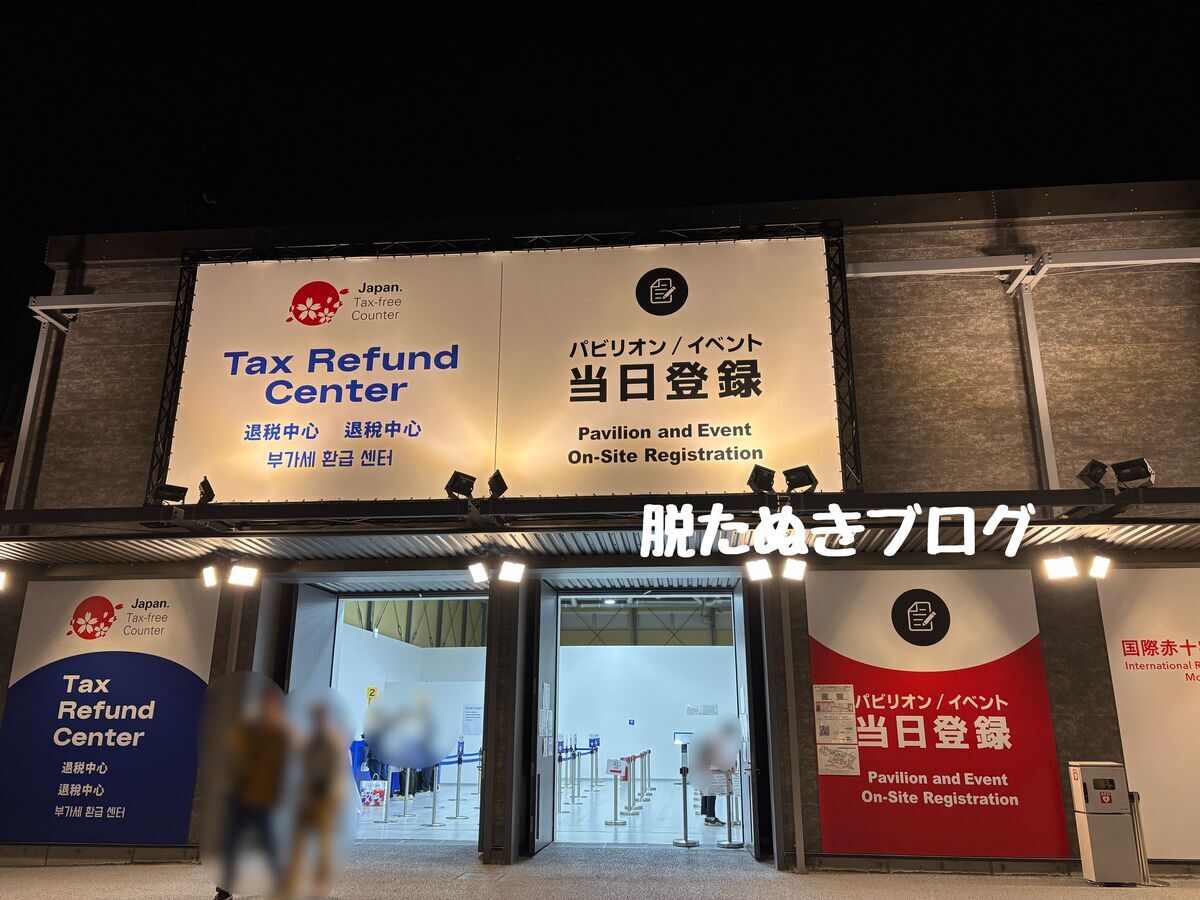 Japan.
Tax-free
Counter
Tax Refund
Center
退税中心 退稅中心
부가세 환급 센터
パビリオン / イベント
当日登録
Pavilion and Event
On-Site Registration
脱たぬきブログ
Japan.
Tax-free
Counter
Tax
Refund
Center
退税中心
退稅中心
부가세 환급 센터
2
パビリオン / イベント
当日登録
Pavilion and Event
On-Site Registration
AED
国際赤十
International R
Mo